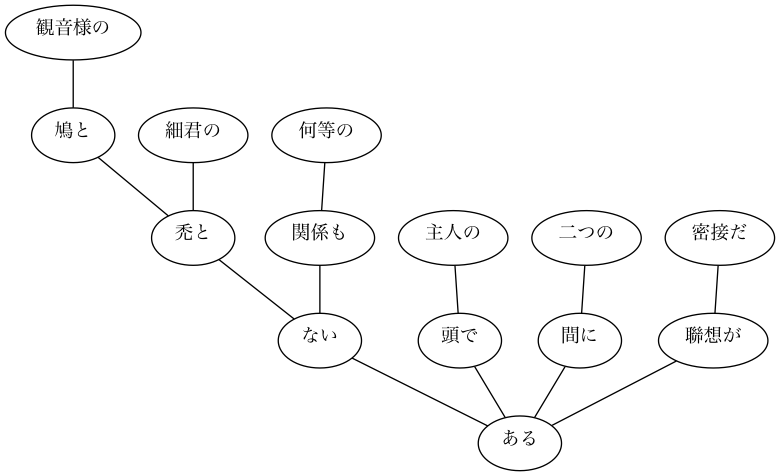 観音様の
鳩と
細君の
何等の
禿と
関係も
主人の
二つの
密接だ
ない
頭で
間に
聯想が
ある